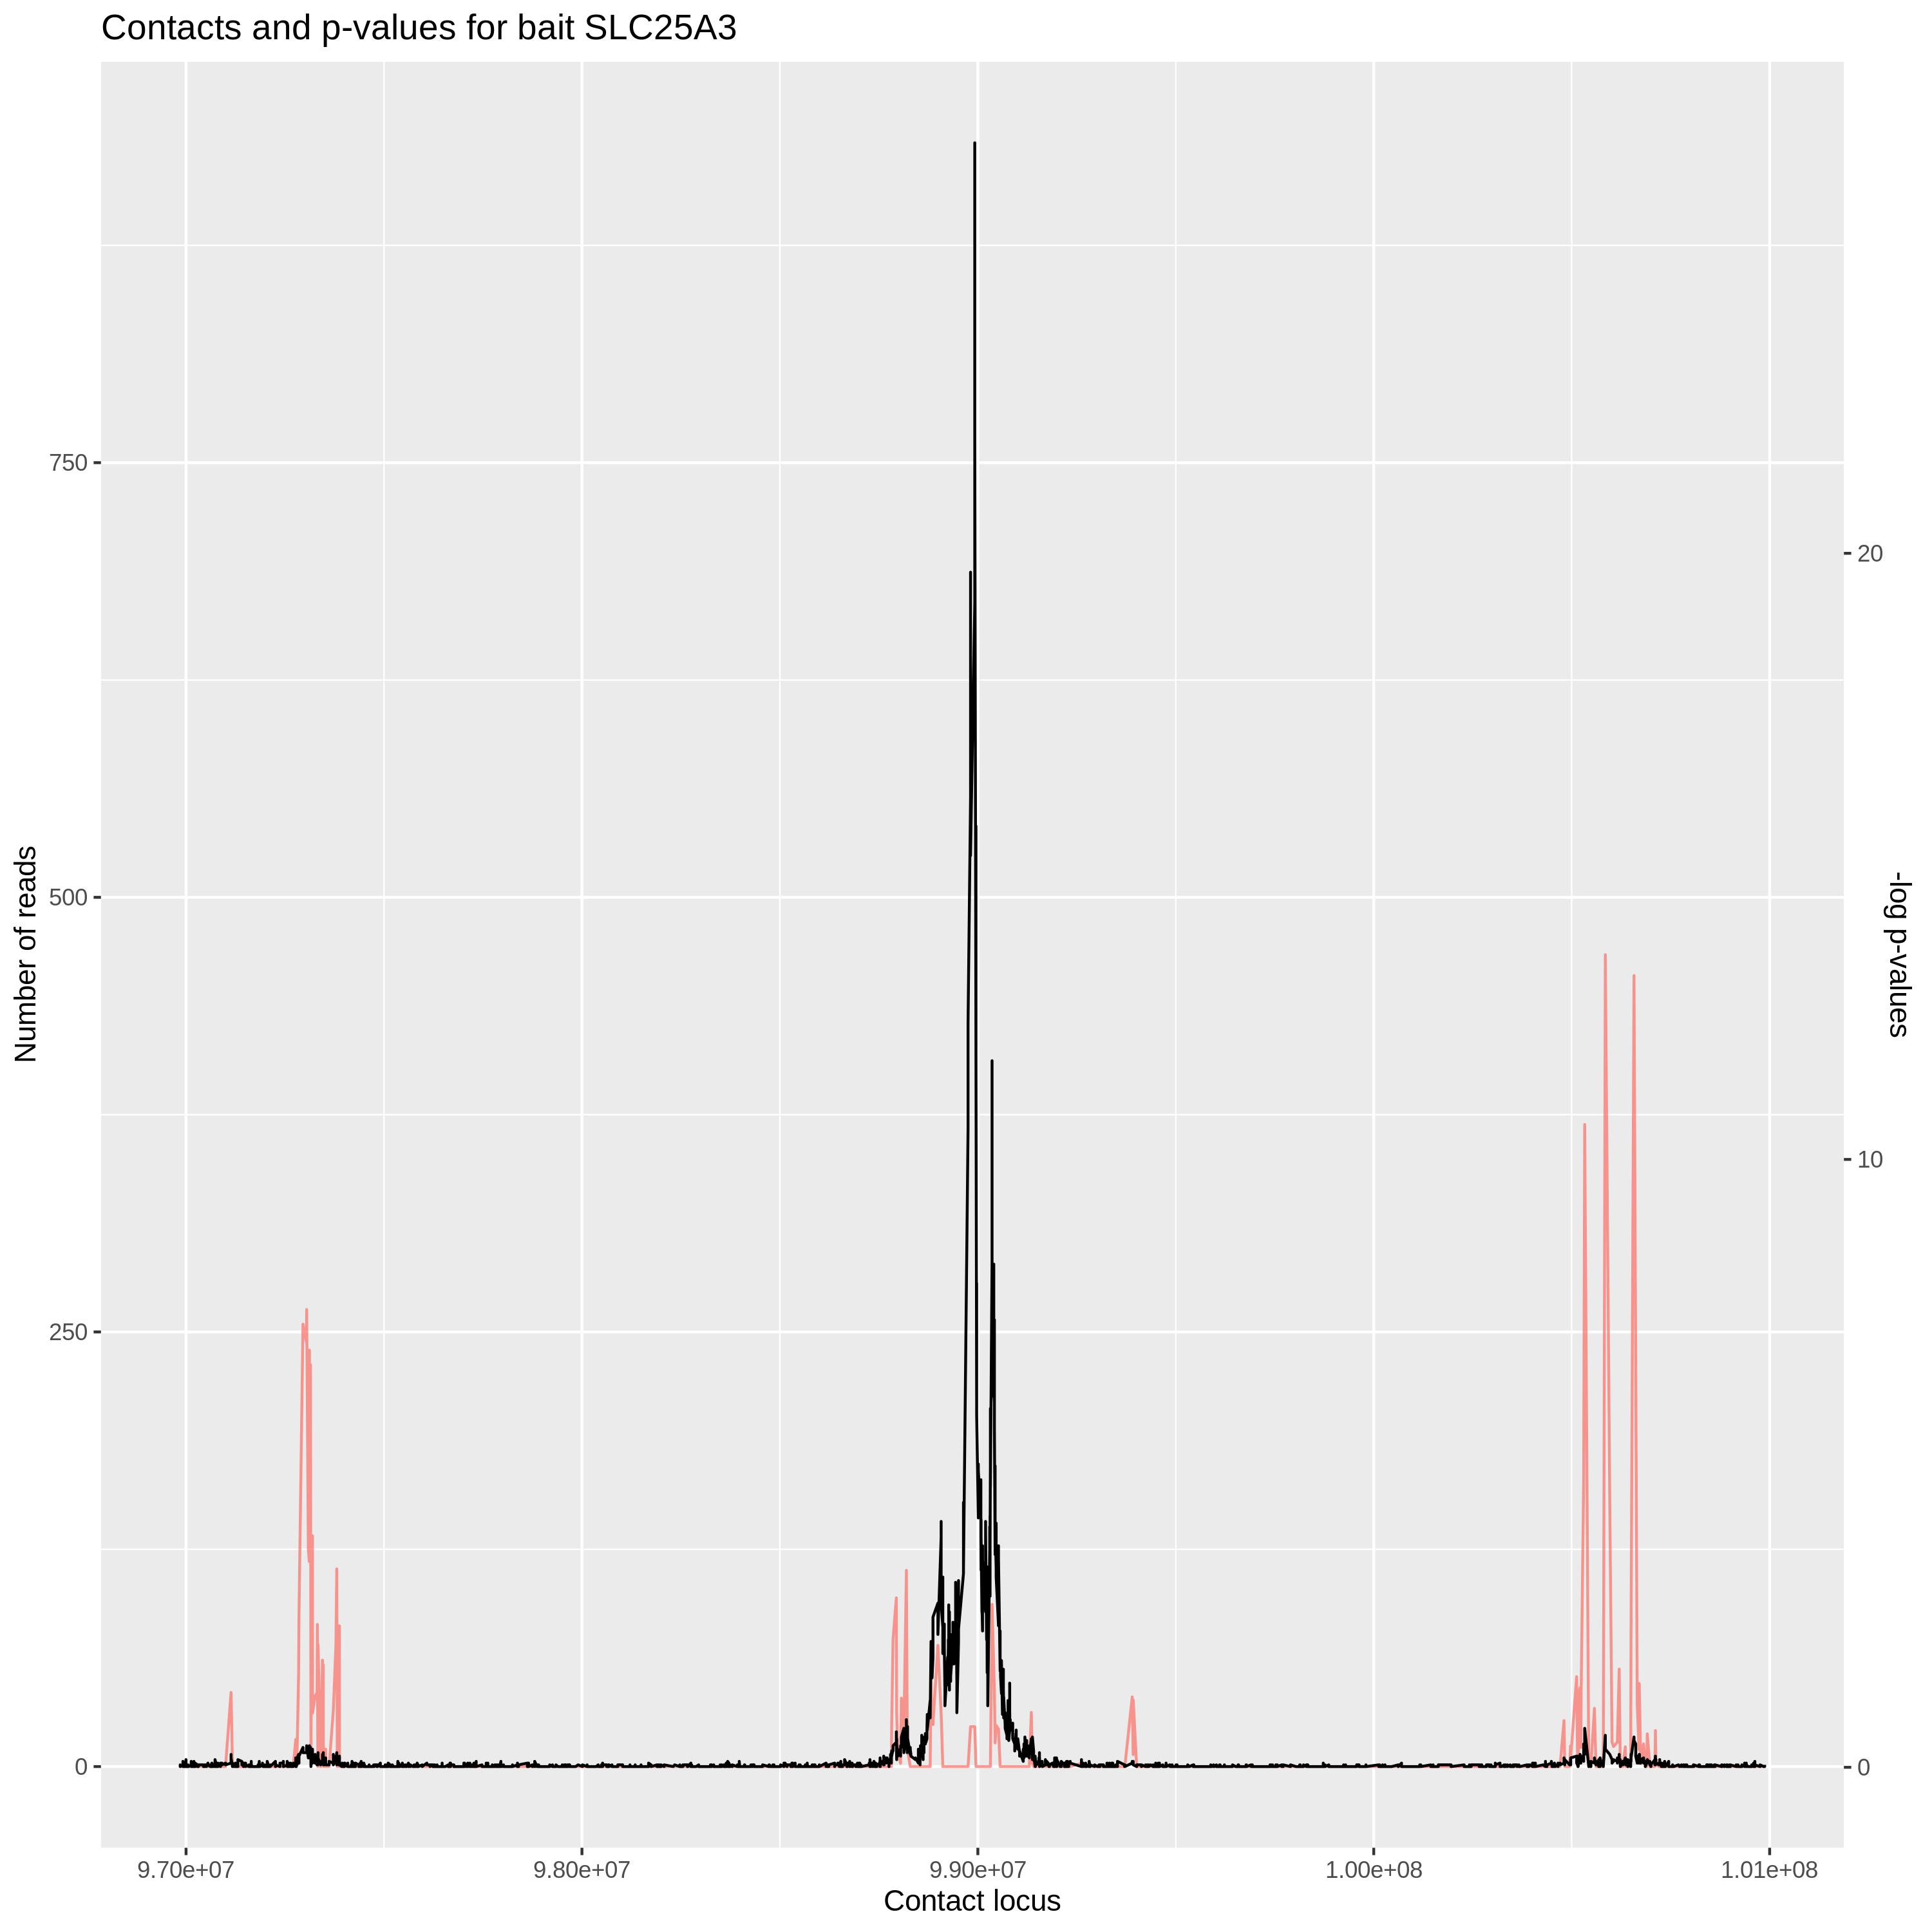 Contacts and p-values for bait SLC25A3
Number of reads
750
500
250
0
20
10
0
-log p-values
9.70e+07
9.80e+07
9.90e+07
1.00e+08
1.01e+08
Contact locus